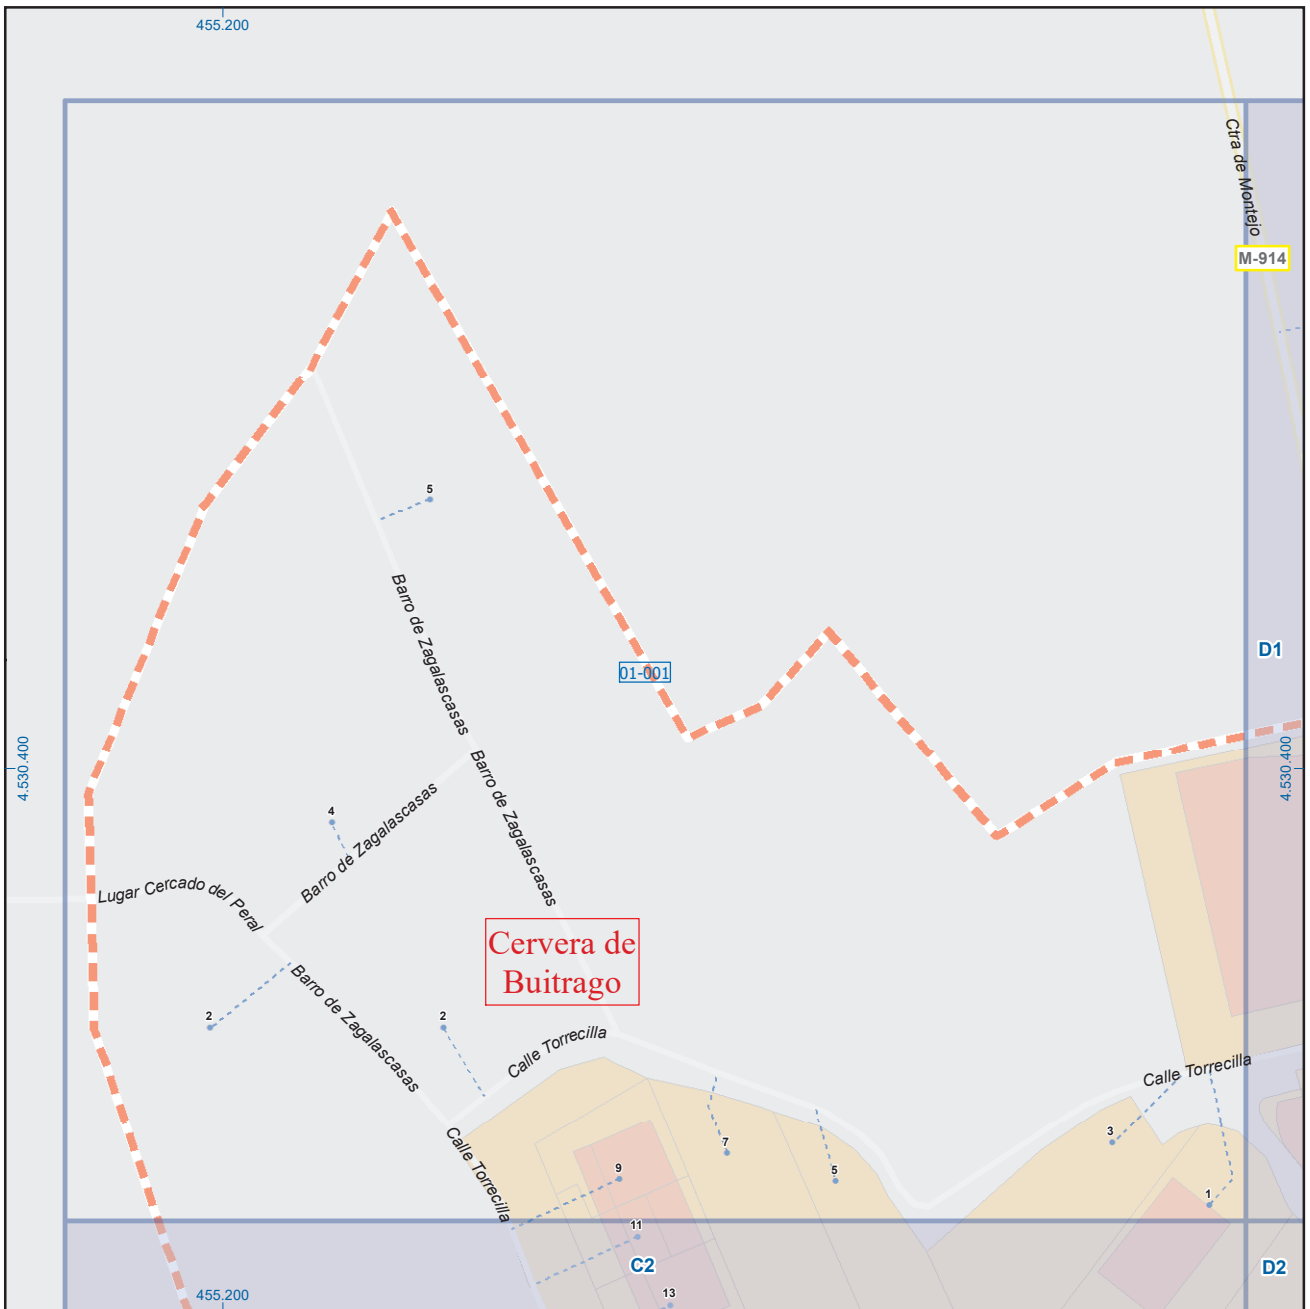 455.200
Ctra de Montejo
M-914
5
Barro de Zagalascasas
01-001
D1
4.530.400
4.530.400
Barro de Zagalascasas
4
Barro de Zagalascasas
Lugar Cercado del Peral
Cervera de
Buitrago
Barro de Zagalascasas
2
2
Calle Torrecilla
Calle Torrecilla
Calle Torrecilla
7
3
5
9
1
11
C2
D2
13
455.200